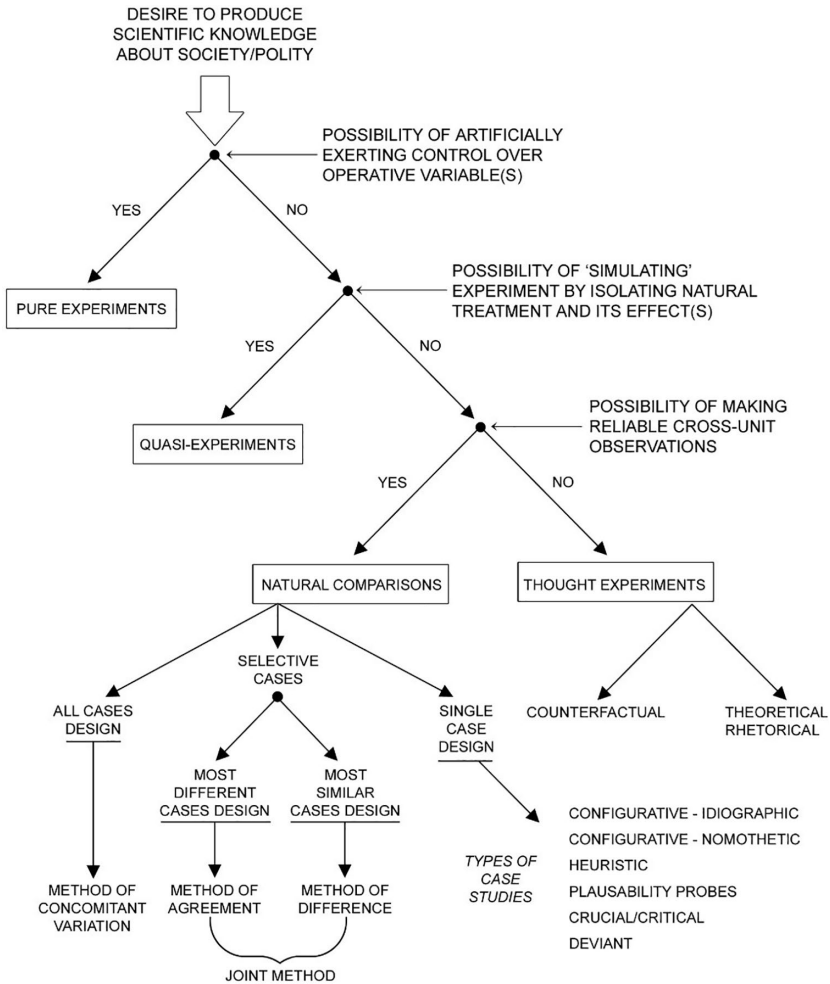 DESIRE TO PRODUCE
SCIENTIFIC KNOWLEDGE
ABOUT SOCIETY/POLITY
POSSIBILITY OF ARTIFICIALLY
EXERTING CONTROL OVER
OPERATIVE VARIABLE(S)
YES
NO
PURE EXPERIMENTS
POSSIBILITY OF ‘SIMULATING’
EXPERIMENT BY ISOLATING NATURAL
TREATMENT AND ITS EFFECT(S)
YES
NO
QUASI-EXPERIMENTS
POSSIBILITY OF MAKING
RELIABLE CROSS-UNIT
OBSERVATIONS
YES
NO
NATURAL COMPARISONS
THOUGHT EXPERIMENTS
ALL CASES
DESIGN
SELECTIVE
CASES
SINGLE
CASE
DESIGN
COUNTERFACTUAL
THEORETICAL
RHETORICAL
MOST
DIFFERENT
CASES DESIGN
MOST
SIMILAR
CASES DESIGN
METHOD OF
CONCOMITANT
VARIATION
METHOD OF
AGREEMENT
METHOD OF
DIFFERENCE
JOINT METHOD
TYPES OF
CASE
STUDIES
CONFIGURATIVE - IDIOGRAPHIC
CONFIGURATIVE - NOMOTHETIC
HEURISTIC
PLAUSABILITY PROBES
CRUCIAL/CRITICAL
DEVIANT